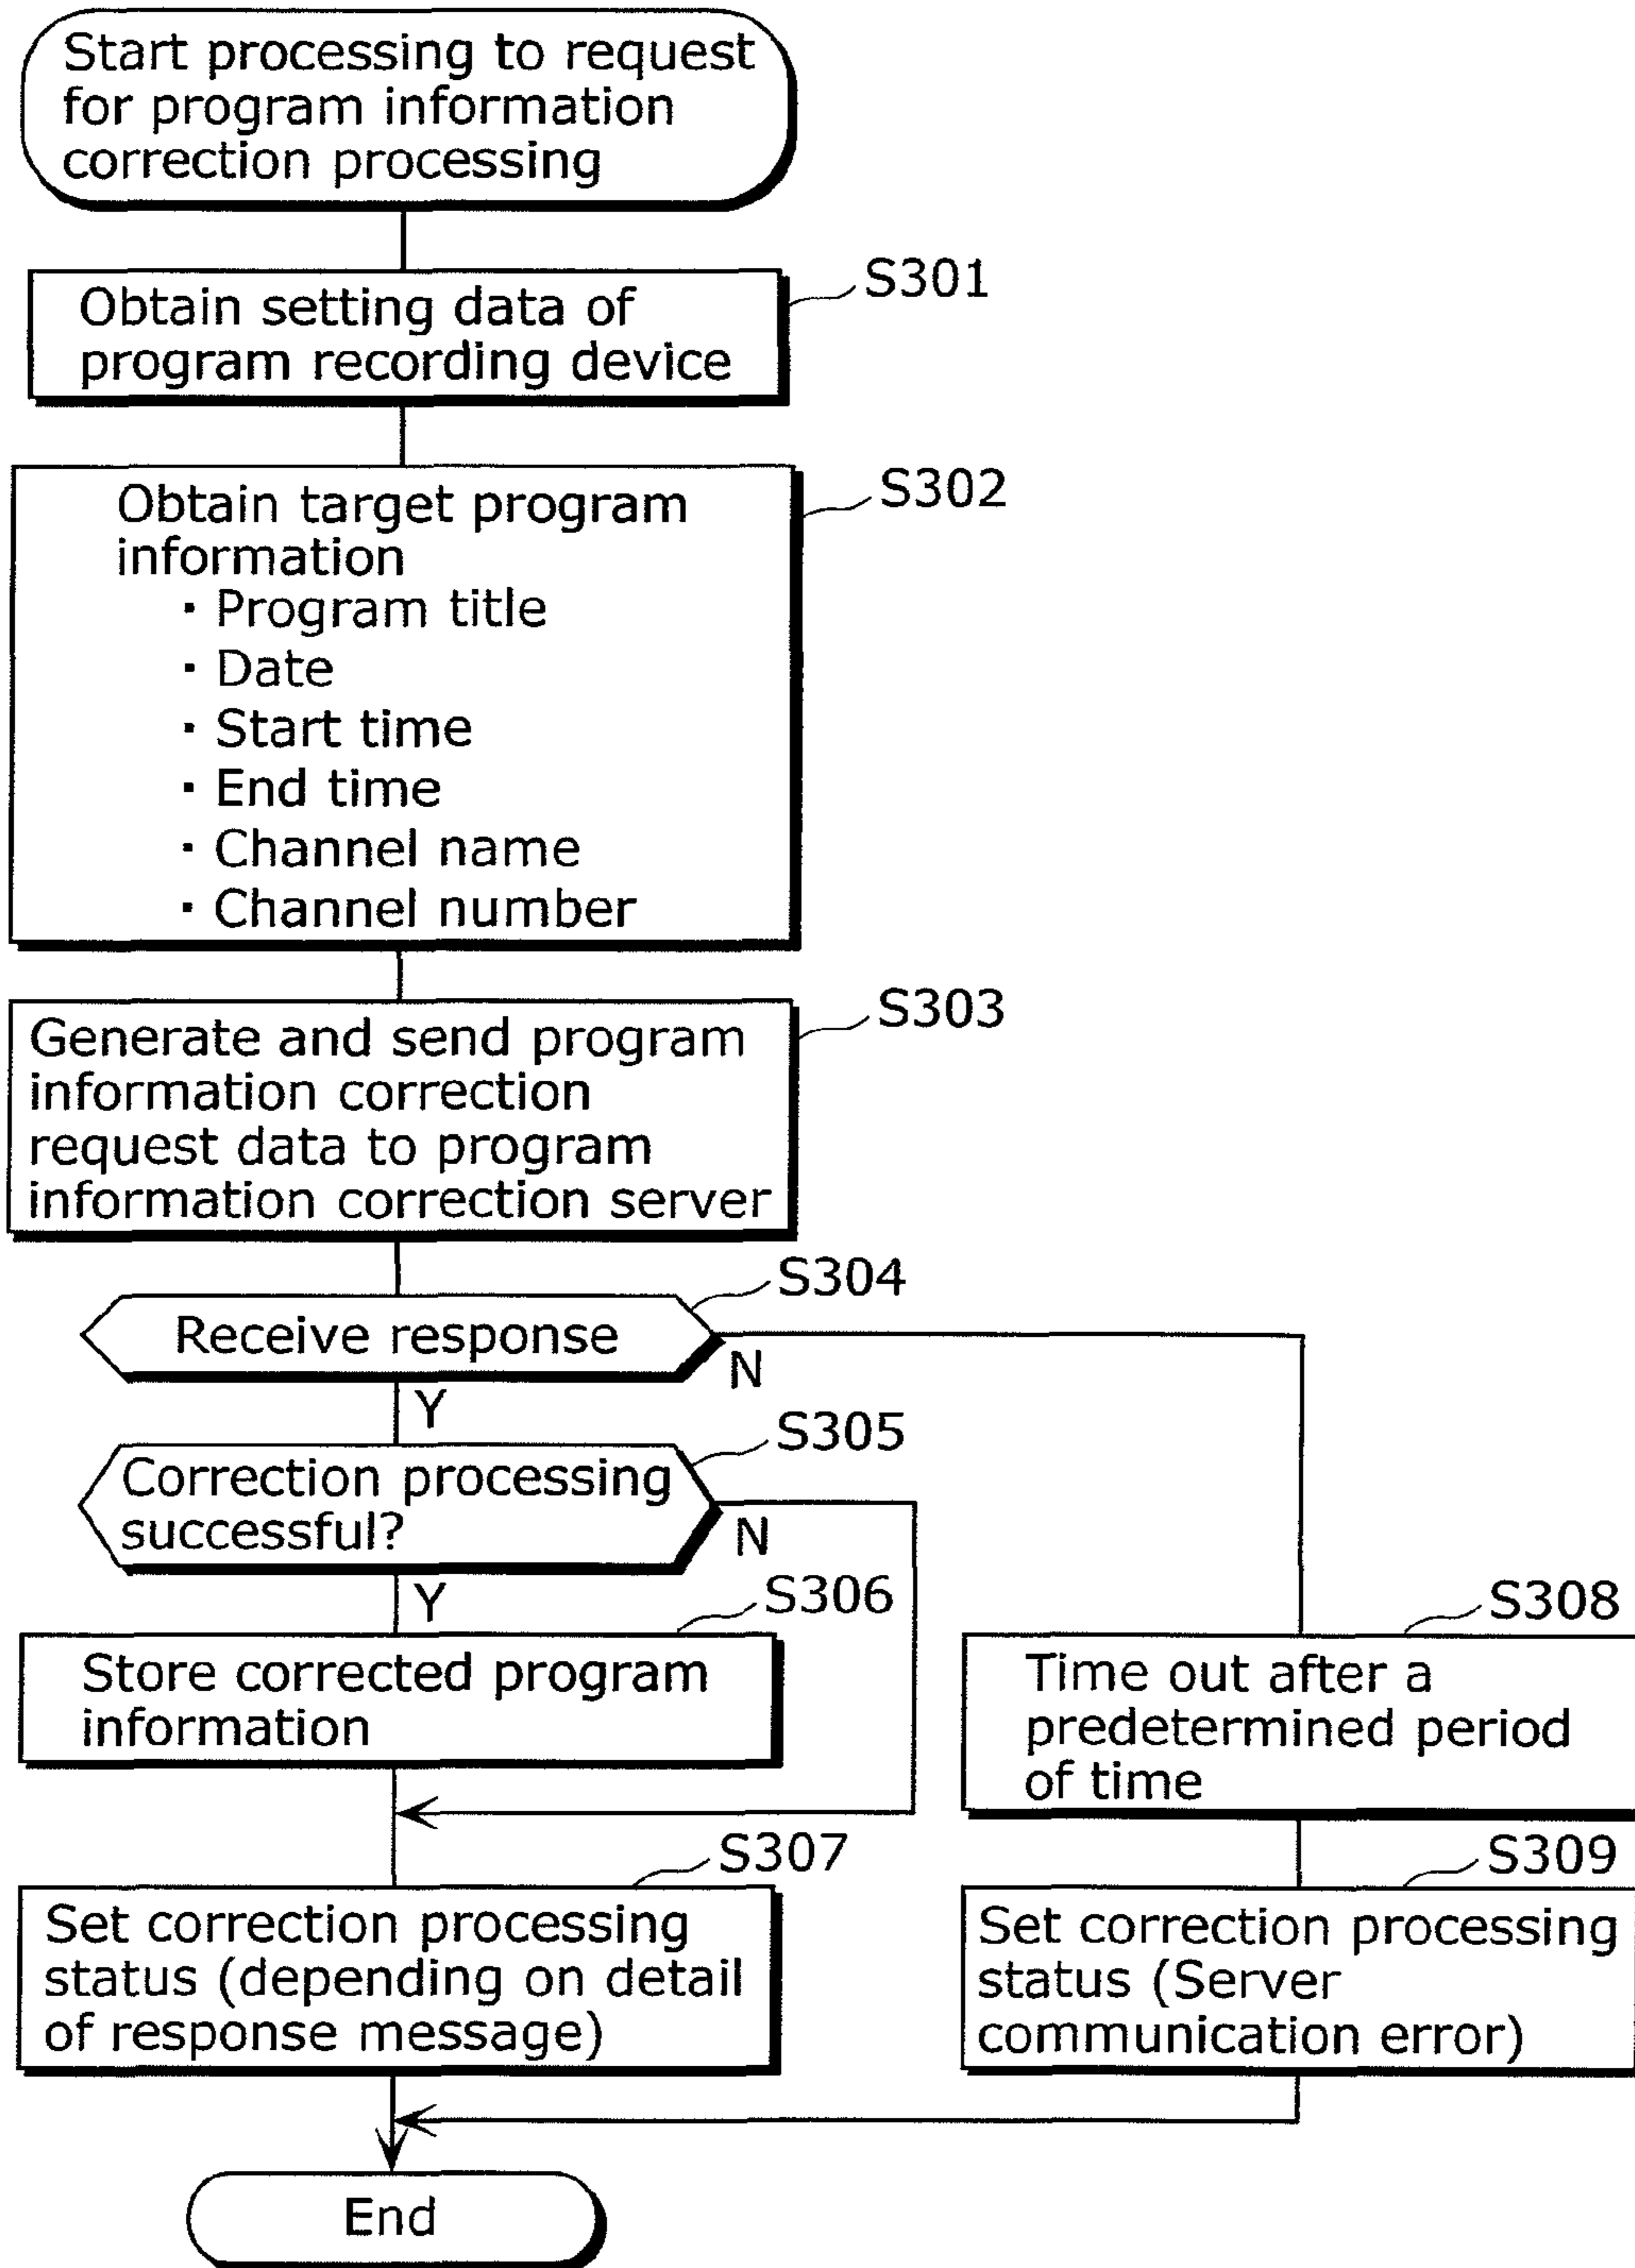 Start processing to request
for program information
correction processing
S301
Obtain setting data of
program recording device
S302
Obtain target program
information
· Program title
· Date
· Start time
· End time
· Channel name
· Channel number
S303
Generate and send program
information correction
request data to program
information correction server
S304
Receive response
N
Y
S305
Correction processing
successful?
N
Y
S306
Store corrected program
information
S308
Time out after a
predetermined period
of time
S307
Set correction processing
status (depending on detail
of response message)
S309
Set correction processing
status (Server
communication error)
End